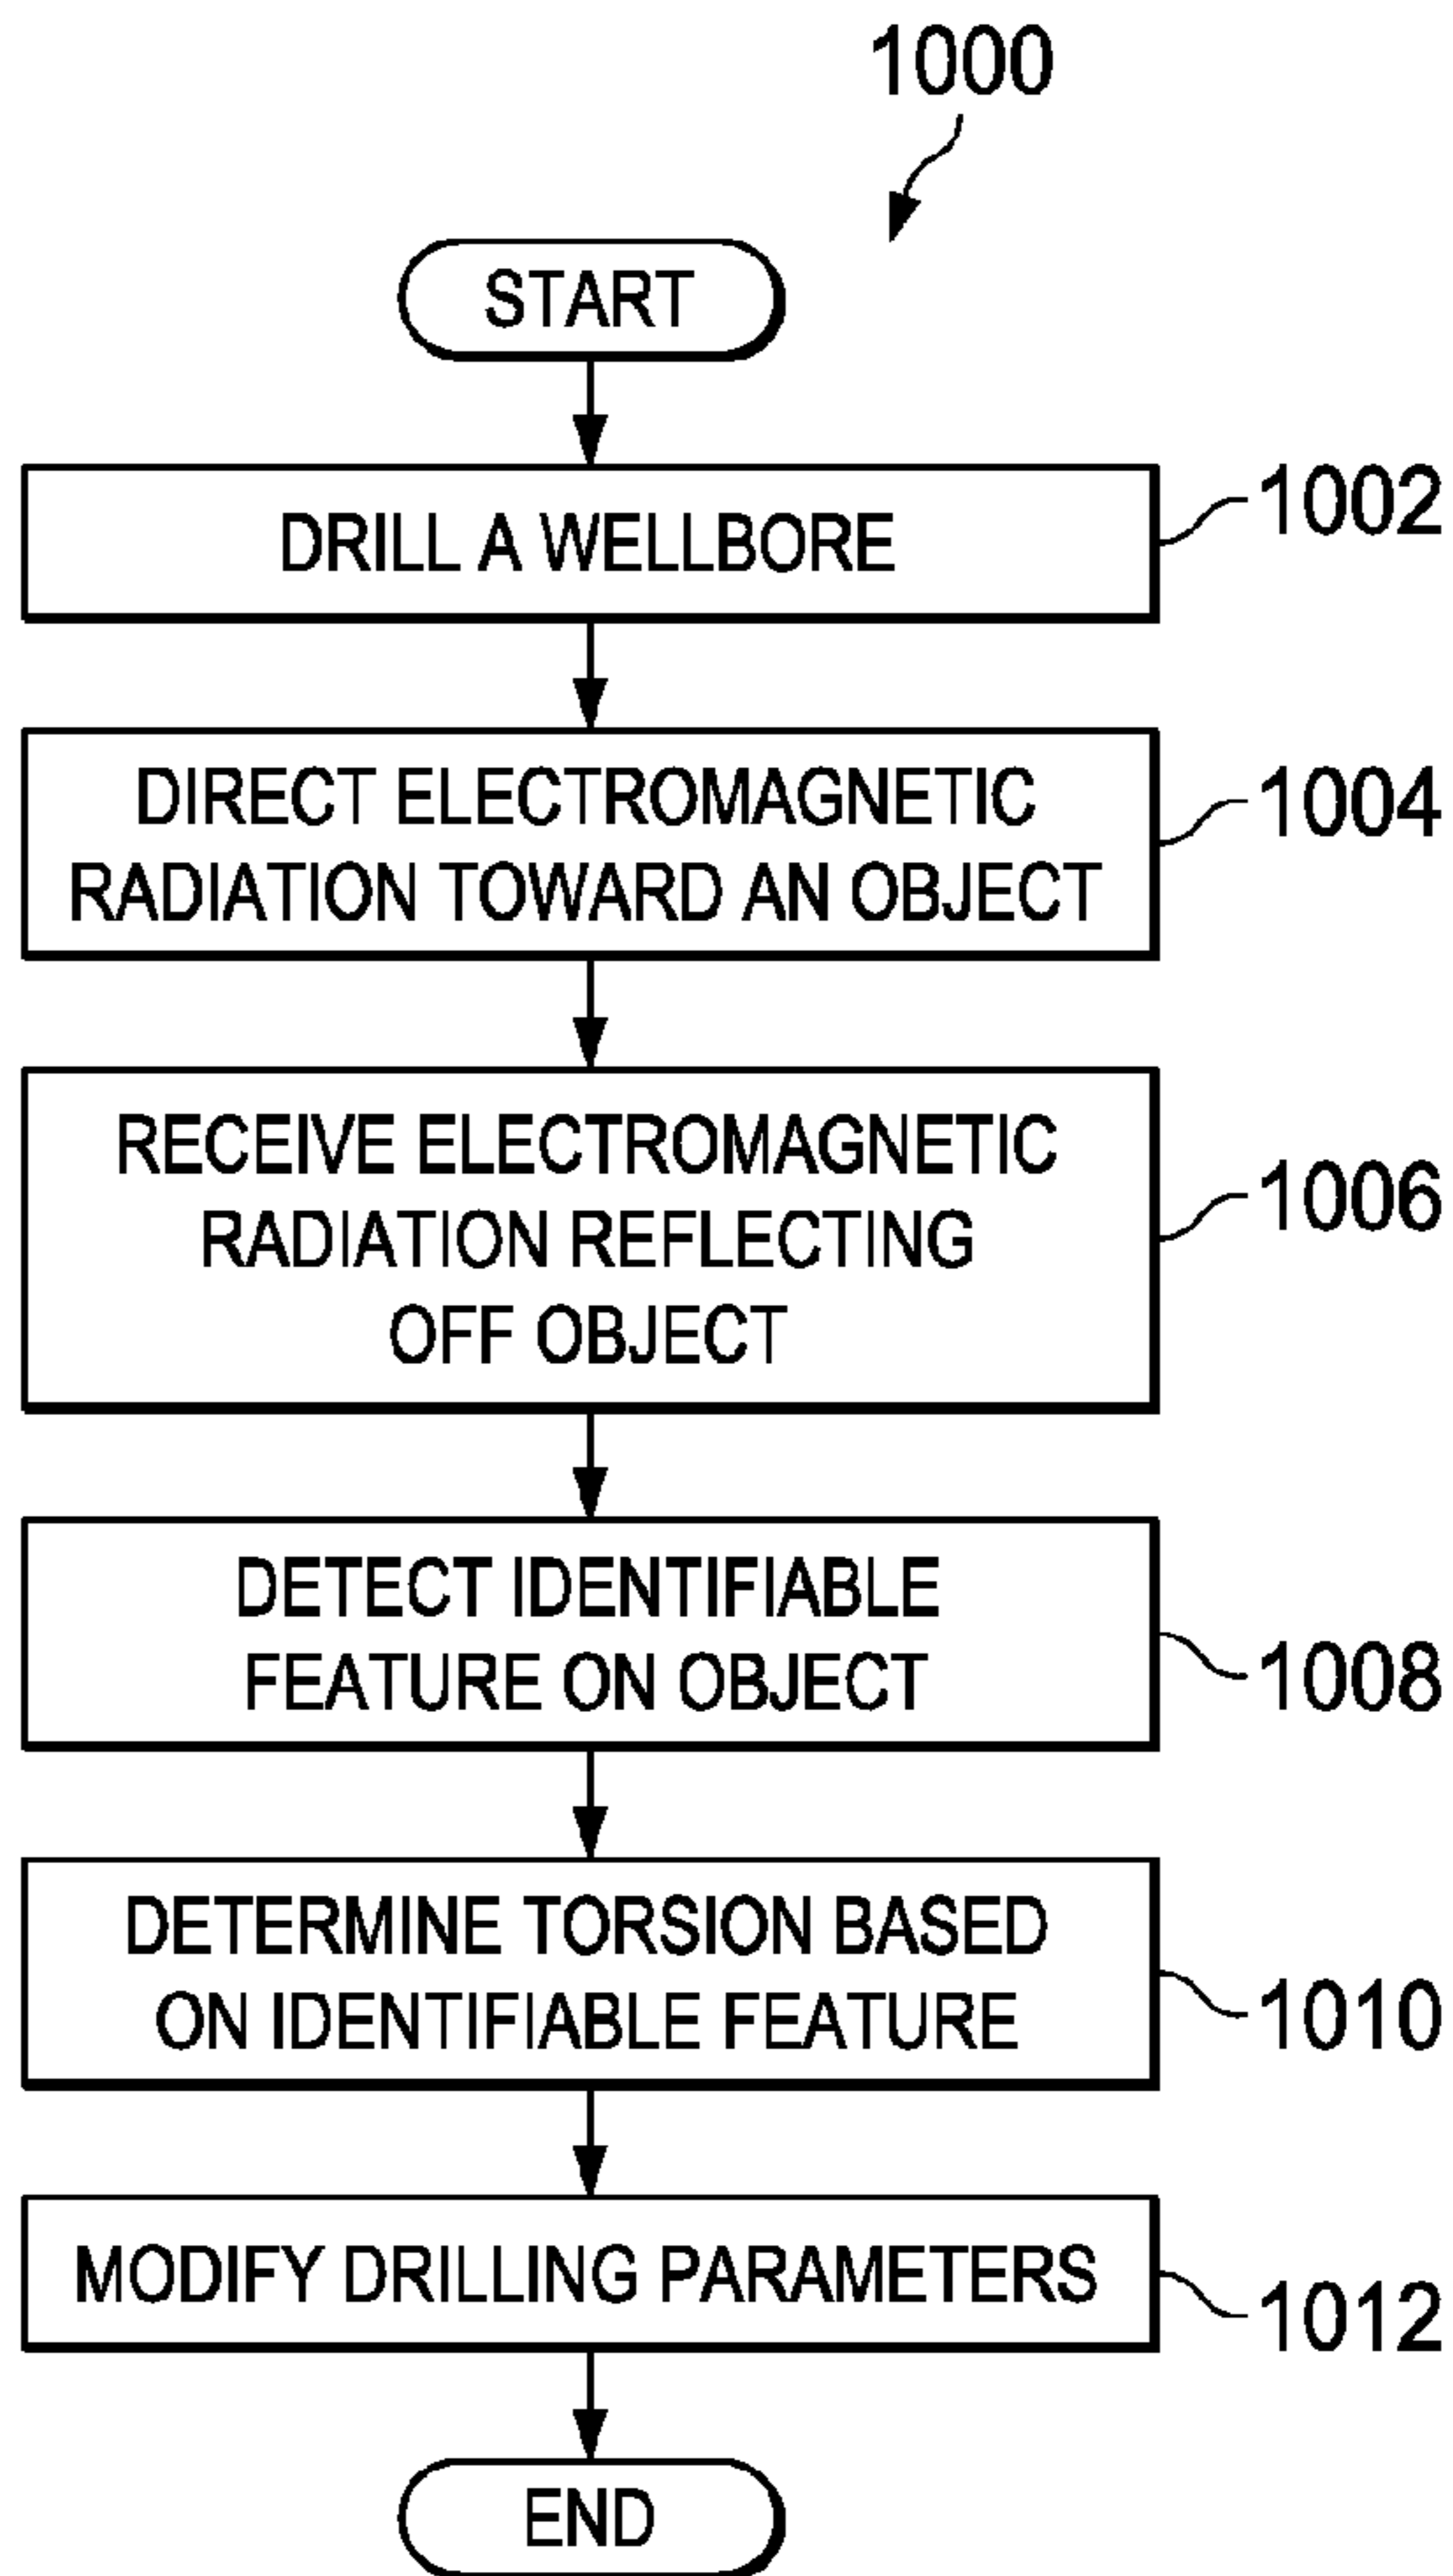 1000
START
DRILL A WELLBORE
1002
DIRECT ELECTROMAGNETIC
RADIATION TOWARD AN OBJECT
1004
RECEIVE ELECTROMAGNETIC
RADIATION REFLECTING
OFF OBJECT
1006
DETECT IDENTIFIABLE
FEATURE ON OBJECT
1008
DETERMINE TORSION BASED
ON IDENTIFIABLE FEATURE
1010
MODIFY DRILLING PARAMETERS
1012
END